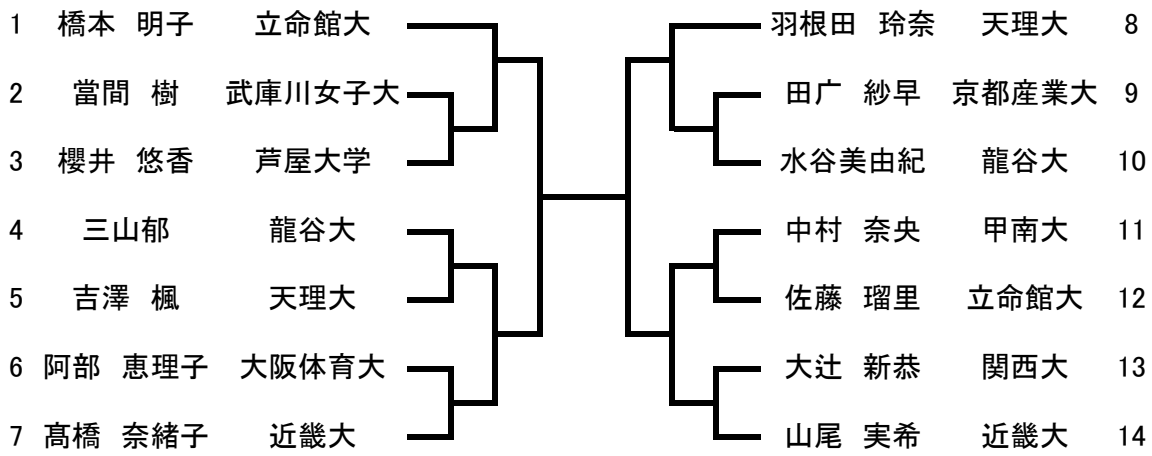 1 橋本 明子 立命館大 羽根田 玲奈 天理大 8
2 當間 樹 武庫川女子大 田广 紗早 京都産業大 9
3 櫻井 悠香 芦屋大学 水谷美由紀 龍谷大 10
4 三山郁 龍谷大 中村 奈央 甲南大 11
5 吉澤 楓 天理大 佐藤 瑠里 立命館大 12
6 阿部 恵理子 大阪体育大 大辻 新恭 関西大 13
7 髙橋 奈緒子 近畿大 山尾 実希 近畿大 14